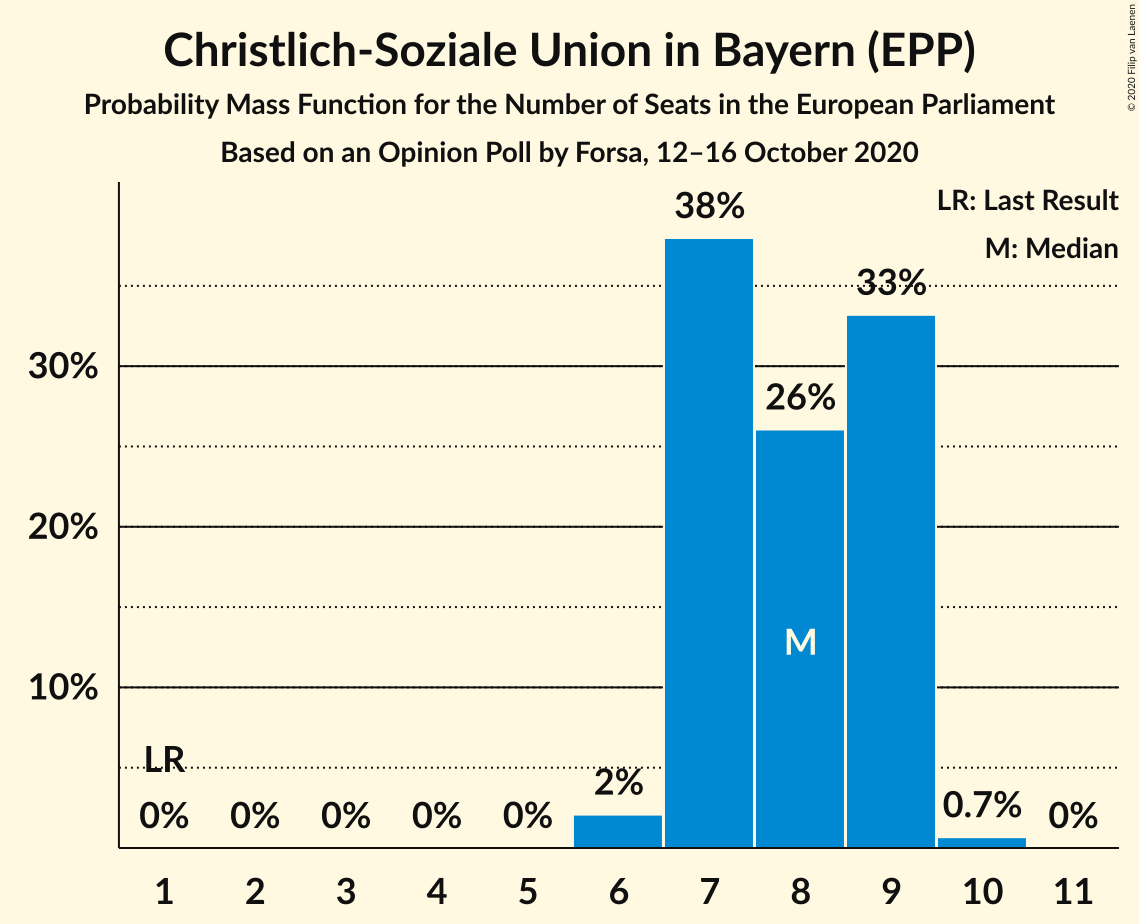 Christlich-Soziale Union in Bayern (EPP)
Probability Mass Function for the Number of Seats in the European Parliament
Based on an Opinion Poll by Forsa, 12–16 October 2020
© 2020 Filip van Laenen
LR: Last Result
M: Median
38%
33%
30%
26%
20%
M
10%
LR
0% 0% 0% 0% 0% 2% 0.7% 0%
1 2 3 4 5 6 7 8 9 10 11